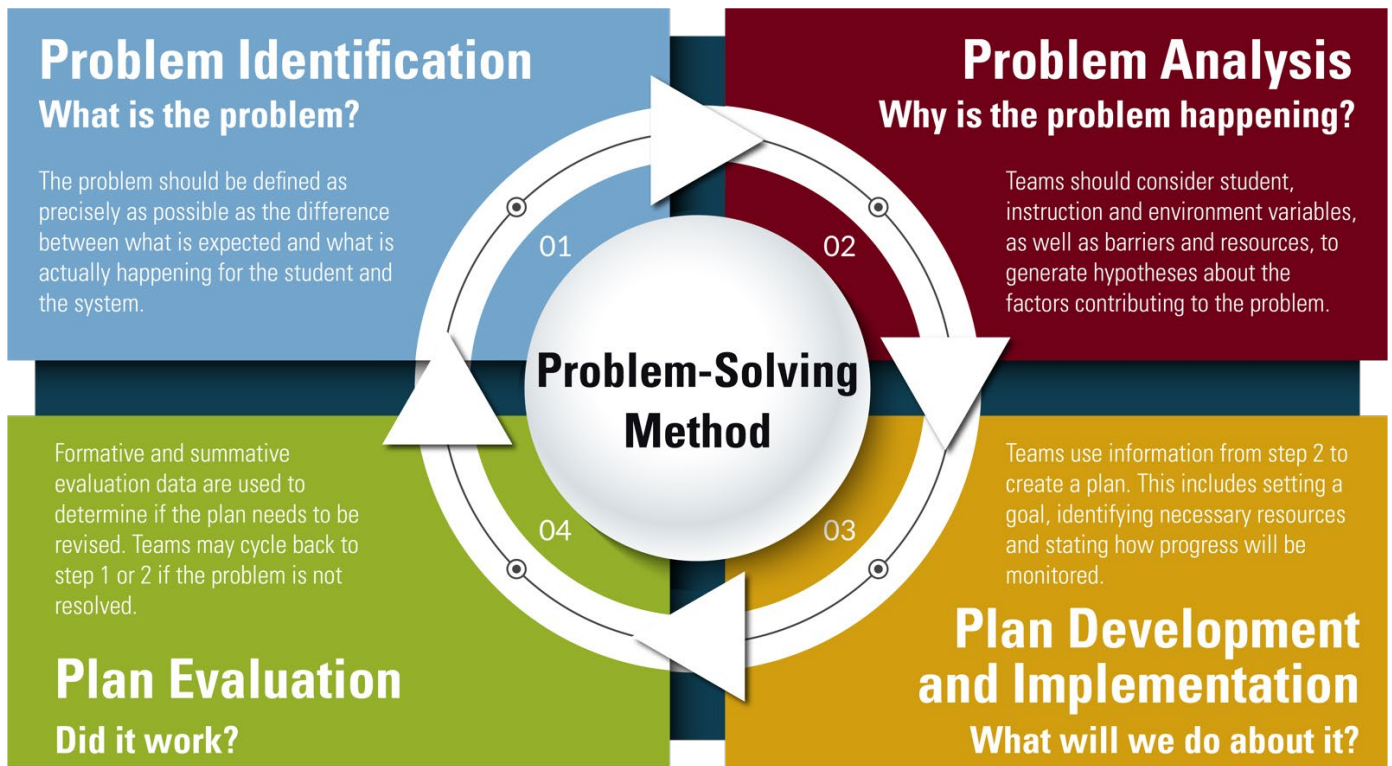 Problem Identification
What is the problem?
The problem should be defined as
precisely as possible as the difference
between what is expected and what is
actually happening for the student and
the system.
01
Problem Analysis
Why is the problem happening?
Teams should consider student,
instruction and environment variables,
as well as barriers and resources, to
generate hypotheses about the
factors contributing to the problem.
02
Problem-Solving
Method
Teams use information from step 2 to
create a plan. This includes setting a
goal, identifying necessary resources
and stating how progress will be
monitored.
03
Plan Development
and Implementation
What will we do about it?
Formative and summative
evaluation data are used to
determine if the plan needs to be
revised. Teams may cycle back to
step 1 or 2 if the problem is not
resolved.
04
Plan Evaluation
Did it work?